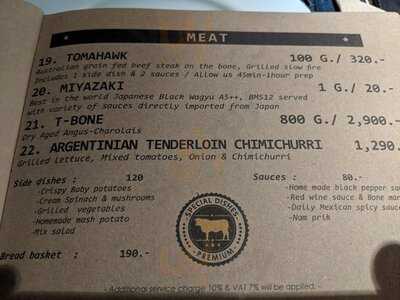 MEAT
19. TOMAHAWK 100 G./ 320.-
Australian grain fed beef steak on the bone, Grilled slow fire
Includes 1 side dish & 2 sauces / Allow us 45min-1hour prep
20. MIYAZAKI 1 G./ 20.-
Best in the world Japanese Black Wagyu A5++, BMS12 served
with variety of sauces directly imported from Japan
21. T-BONE 800 G./ 2,900.-
Dry Aged Angus-Charolais
22. ARGENTINIAN TENDERLOIN CHIMICHURRI 1,290.
Grilled Lettuce, Mixed tomatoes, Onion & Chimichurri
Side dishes : 120 Sauces : 80.-
-Crispy Baby potatoes -Home made black pepper sa
-Cream Spinach & mushrooms -Red wine sauce & Bone mar
-Grilled vegetables -Daily Mexican spicy sauce
-Homemade mash potato -Nam prik
-Mix salad
SPECIAL DISHES
PREMIUM
Bread basket : 190.-
- Additional service charge 10% & VAT 7% will be applied. -